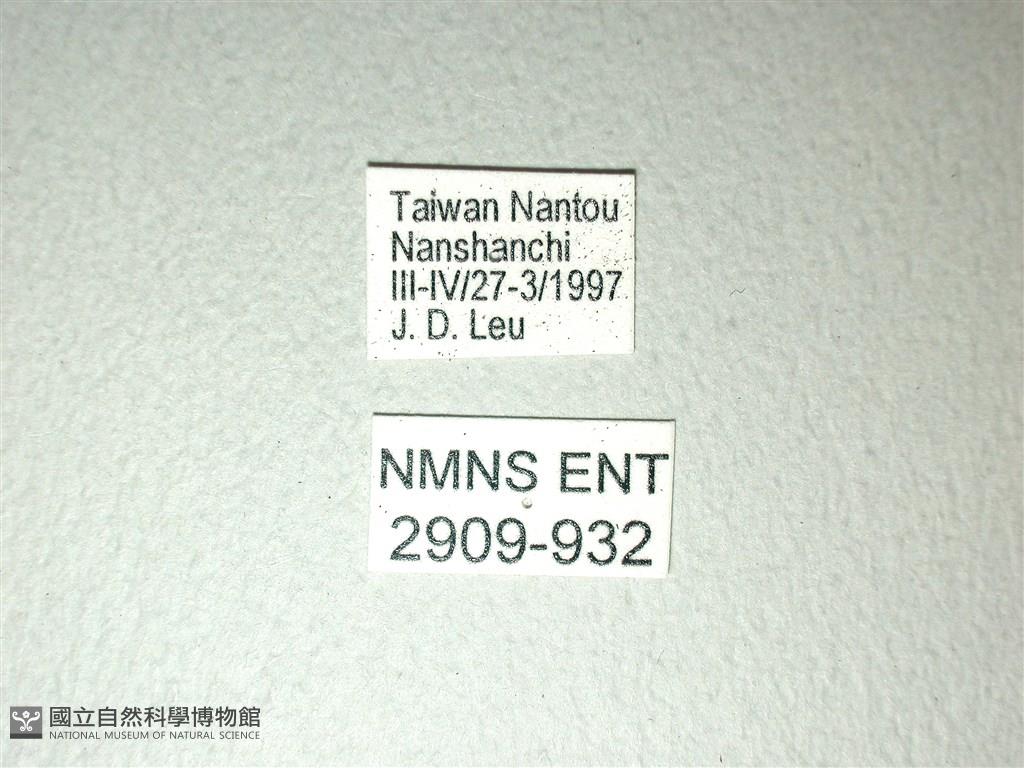 Taiwan Nantou
Nanshanchi
III-IV/27-3/1997
J. D. Leu
NMNS ENT
2909-932
國立自然科學博物館
NATIONAL MUSEUM OF NATURAL SCIENCE